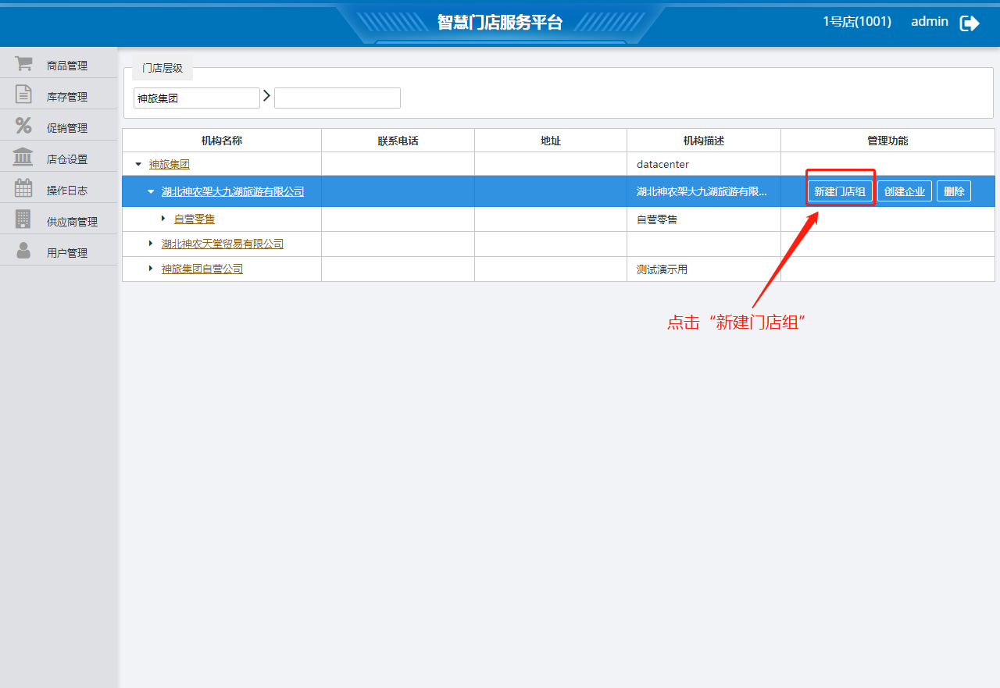 智慧门店服务平台
1号店(1001) admin
商品管理
库存管理
促销管理
店仓设置
操作日志
供应商管理
用户管理
门店层级
神旅集团
机构名称 联系电话 地址 机构描述 管理功能
神旅集团 datacenter
湖北神农架大九湖旅游有限公司 湖北神农架大九湖旅游有限... 新建门店组 创建企业 删除
自营零售 自营零售
湖北神农天堂贸易有限公司
神旅集团自营公司 测试演示用
点击“新建门店组”